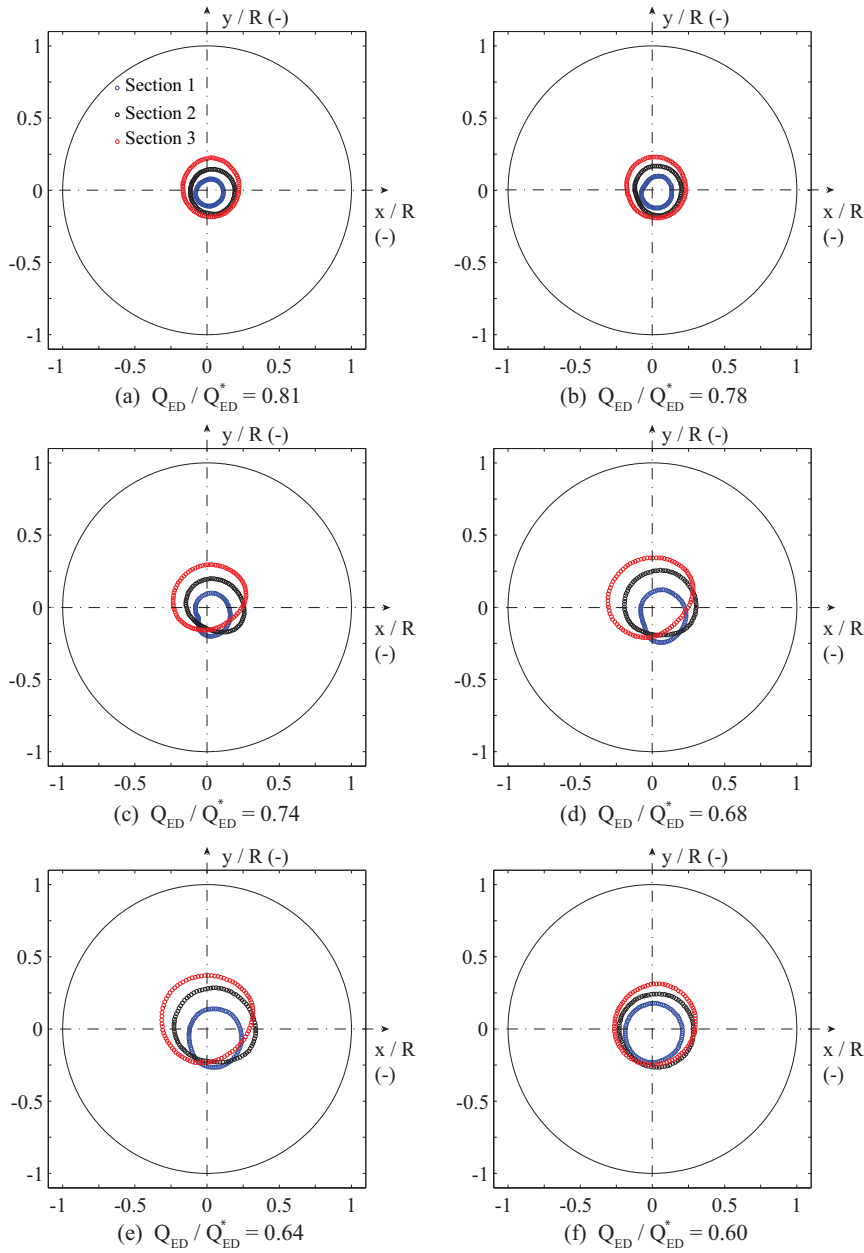 y / R (-)
1
0.5
0
-0.5
-1
Section 1
Section 2
Section 3
x / R
(-)
-1 -0.5 0 0.5 1
(a) Q_ED / Q*_ED = 0.81
y / R (-)
1
0.5
0
-0.5
-1
x / R
(-)
-1 -0.5 0 0.5 1
(b) Q_ED / Q*_ED = 0.78
y / R (-)
1
0.5
0
-0.5
-1
x / R
(-)
-1 -0.5 0 0.5 1
(c) Q_ED / Q*_ED = 0.74
y / R (-)
1
0.5
0
-0.5
-1
x / R
(-)
-1 -0.5 0 0.5 1
(d) Q_ED / Q*_ED = 0.68
y / R (-)
1
0.5
0
-0.5
-1
x / R
(-)
-1 -0.5 0 0.5 1
(e) Q_ED / Q*_ED = 0.64
y / R (-)
1
0.5
0
-0.5
-1
x / R
(-)
-1 -0.5 0 0.5 1
(f) Q_ED / Q*_ED = 0.60